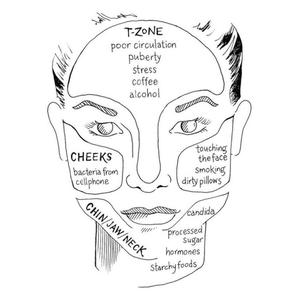 T-ZONE
poor circulation
puberty
stress
coffee
alcohol
CHEEKS
bacteria from
cellphone
touching
the face
smoking
dirty pillows
CHIN/JAW/NECK
candida
processed
sugar
hormones
starchy foods